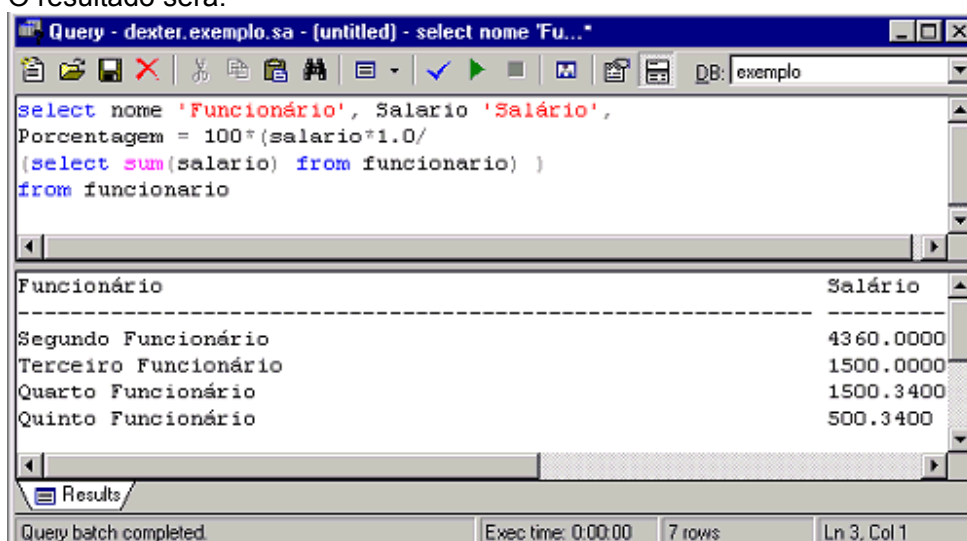 O resultado será:
Query - dexter.exemplo.sa - (untitled) - select nome 'Fu...*
DB: exemplo
select nome 'Funcionário', Salario 'Salário',
Porcentagem = 100*(salario*1.0/
(select sum(salario) from funcionario) )
from funcionario
Funcionário Salário
Segundo Funcionário 4360.0000
Terceiro Funcionário 1500.0000
Quarto Funcionário 1500.3400
Quinto Funcionário 500.3400
Results
Query batch completed. Exec time: 0:00:00 7 rows Ln 3, Col 1